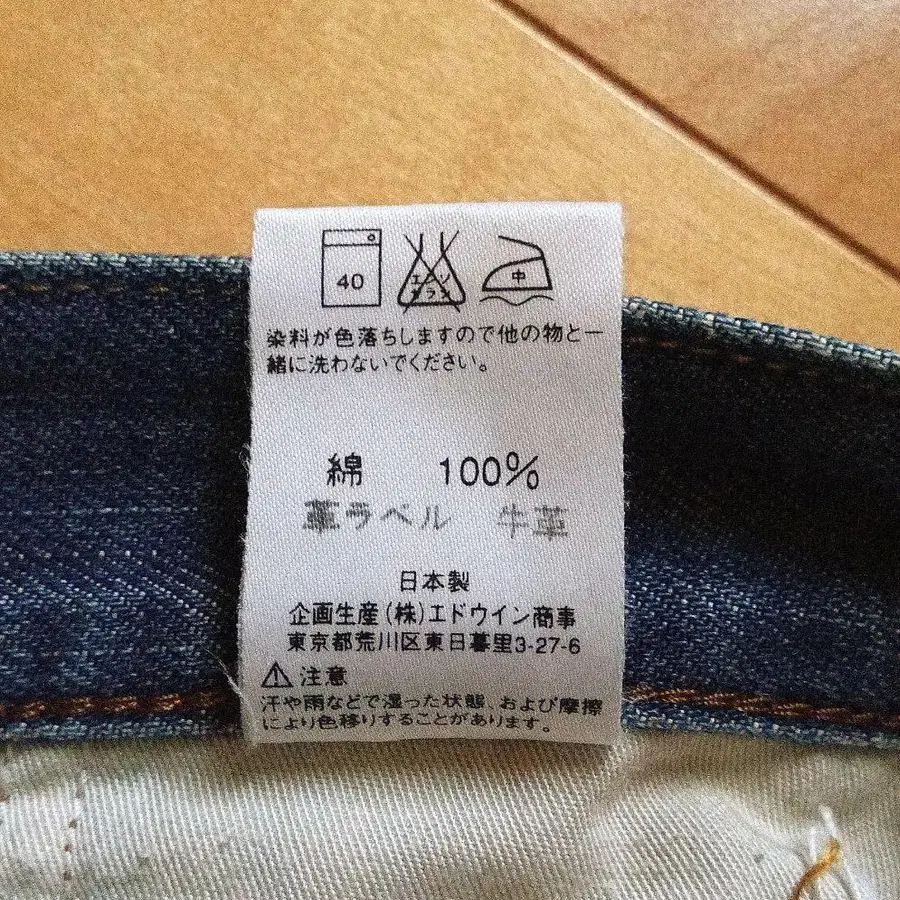 40 エンソ サラン 中
染料が色落ちしますので他の物と一
緒に洗わないでください。
綿 100%
革ラベル 牛革
日本製
企画生産(株)エドウイン商事
東京都荒川区東日暮里3-27-6
注意
汗や雨などで湿った状態、および摩擦
により色移りすることがあります。